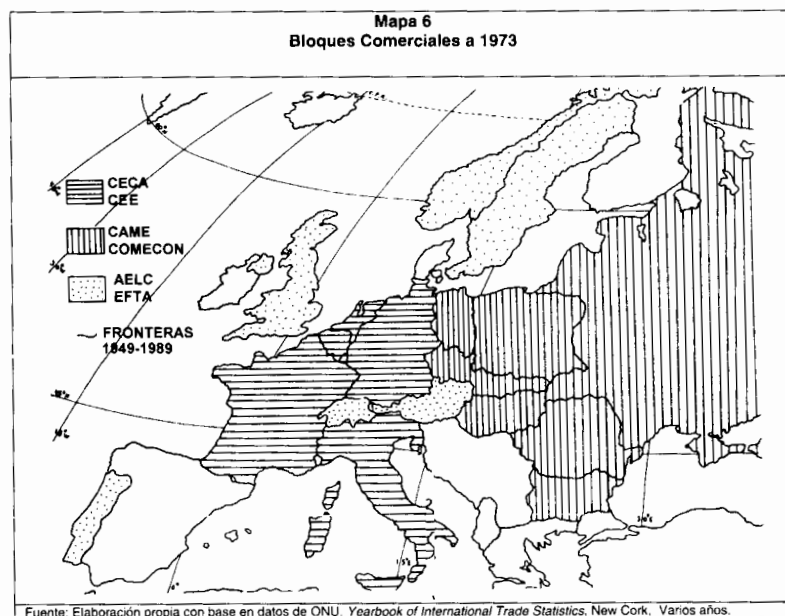 Mapa 6
Bloques Comerciales a 1973
CECA
CEE
CAME
COMECON
AELC
EFTA
FRONTERAS
1949-1989
Fuente: Elaboración propia con base en datos de ONU. Yearbook of International Trade Statistics, New Cork, Varios años.